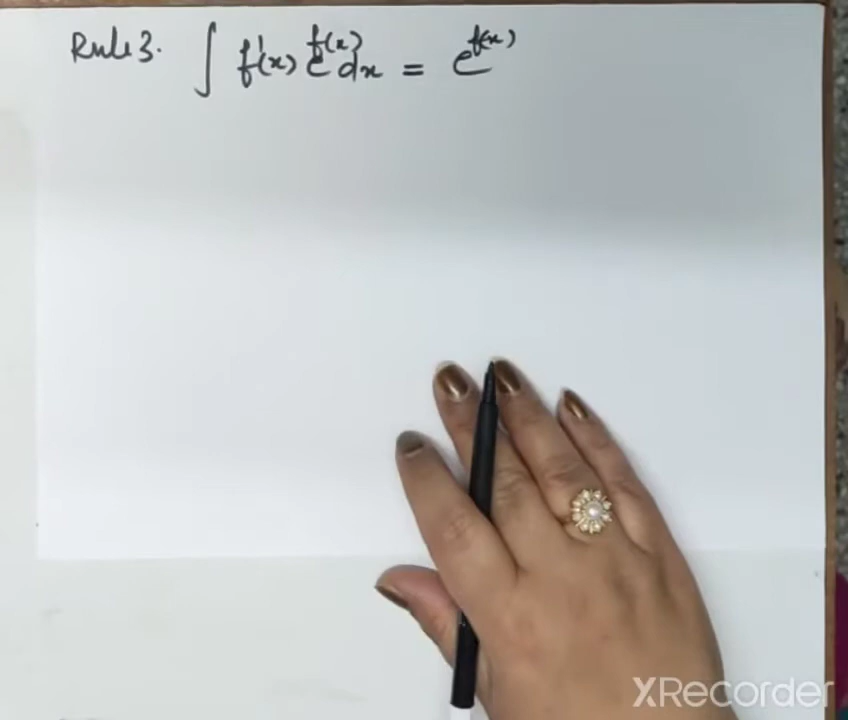 Rule 3. ∫ f'(x) e^f(x) dx = e^f(x)
XRecorder